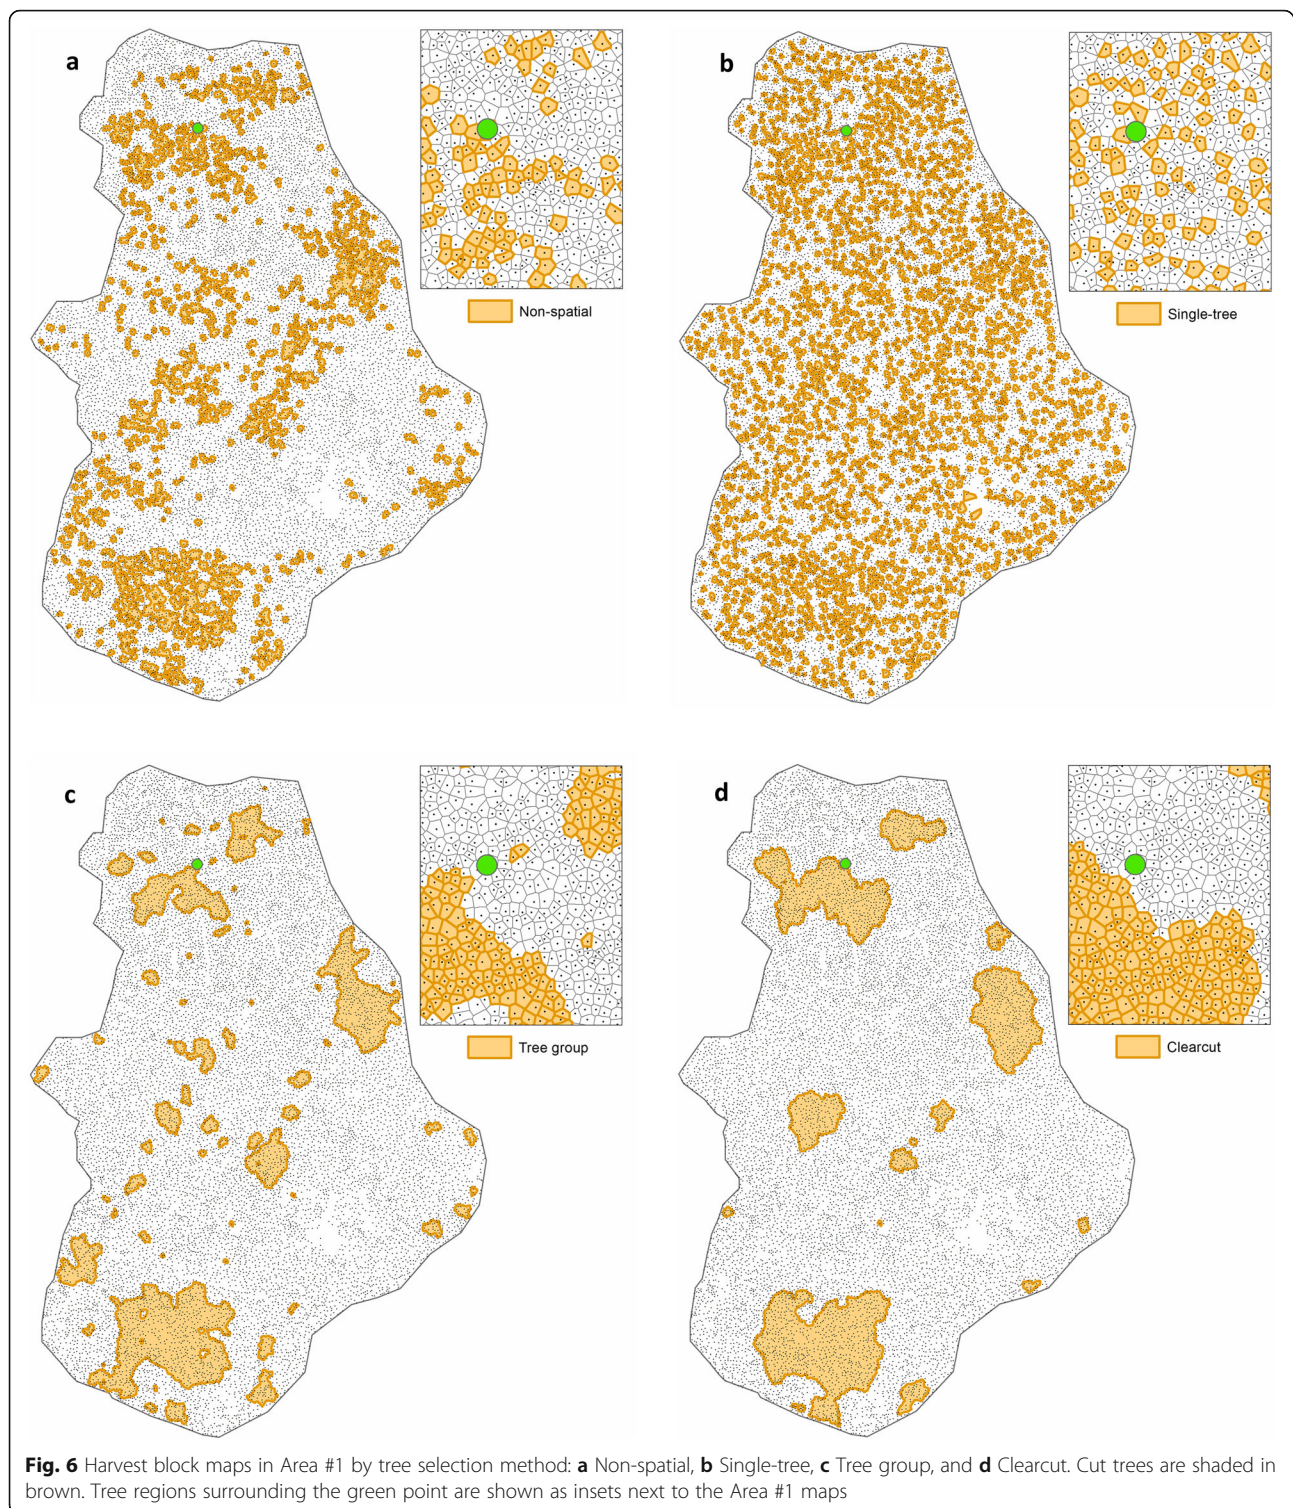 a
Non-spatial
b
Single-tree
c
Tree group
d
Clearcut
Fig. 6 Harvest block maps in Area #1 by tree selection method: a Non-spatial, b Single-tree, c Tree group, and d Clearcut. Cut trees are shaded in
brown. Tree regions surrounding the green point are shown as insets next to the Area #1 maps